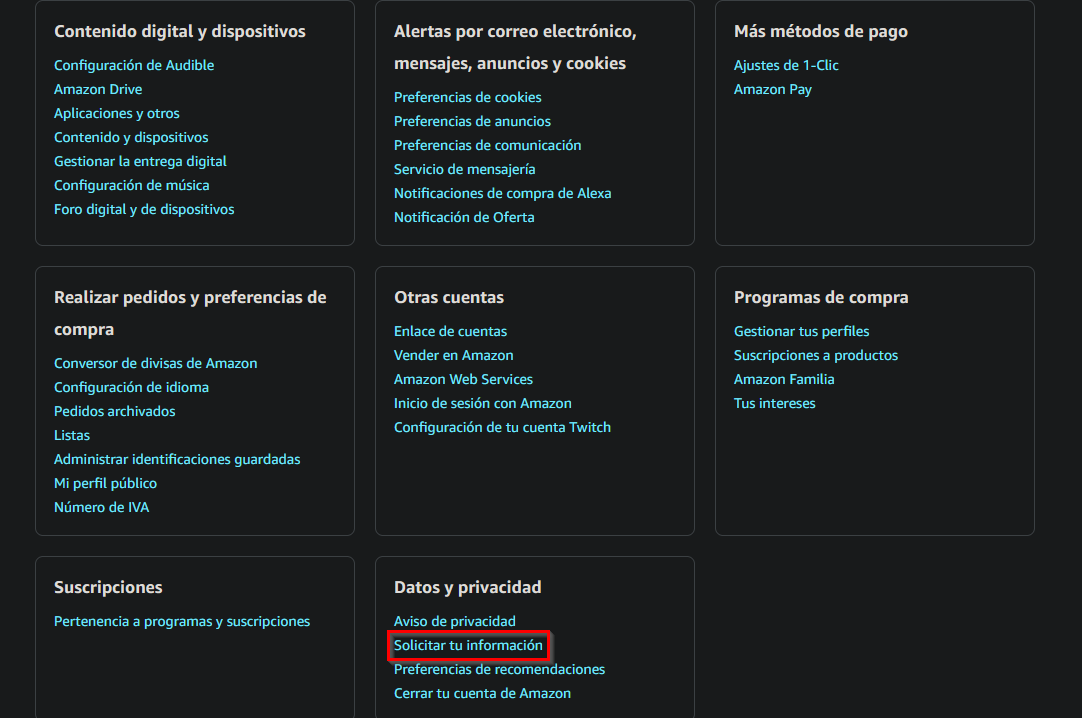 Contenido digital y dispositivos
Configuración de Audible
Amazon Drive
Aplicaciones y otros
Contenido y dispositivos
Gestionar la entrega digital
Configuración de música
Foro digital y de dispositivos
Alertas por correo electrónico,
mensajes, anuncios y cookies
Preferencias de cookies
Preferencias de anuncios
Preferencias de comunicación
Servicio de mensajería
Notificaciones de compra de Alexa
Notificación de Oferta
Más métodos de pago
Ajustes de 1-Clic
Amazon Pay
Realizar pedidos y preferencias de
compra
Conversor de divisas de Amazon
Configuración de idioma
Pedidos archivados
Listas
Administrar identificaciones guardadas
Mi perfil público
Número de IVA
Otras cuentas
Enlace de cuentas
Vender en Amazon
Amazon Web Services
Inicio de sesión con Amazon
Configuración de tu cuenta Twitch
Programas de compra
Gestionar tus perfiles
Suscripciones a productos
Amazon Familia
Tus intereses
Suscripciones
Pertenencia a programas y suscripciones
Datos y privacidad
Aviso de privacidad
Solicitar tu información
Preferencias de recomendaciones
Cerrar tu cuenta de Amazon